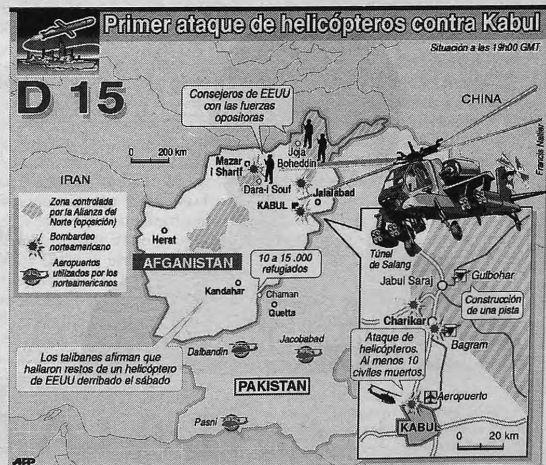 Primer ataque de helicópteros contra Kabul
Situación a las 19h00 GMT
D 15
Consejeros de EEUU
con las fuerzas
opositoras
CHINA
Francis Nallier
0 200 km
Joja
Boheddin
Mazar
I Sharif
Dara-I Souf
Jalalabad
KABUL
IRAN
Zona controlada
por la Alianza del
Norte (oposición)
Bombardeo
norteamericano
Aeropuertos
utilizados por los
norteamericanos
Herat
AFGANISTAN
10 a 15 .000
refugiados
Kandahar
Chaman
Quetta
Túnel
de Salang
Gulbohar
Jabul Saraj
Construcción
de una pista
Charikar
Bagram
Ataque de
helicópteros.
Al menos 10
civiles muertos.
Aeropuerto
KABUL
0 20 km
Los talibanes afirman que
hallaron restos de un helicóptero
de EEUU derribado el sábado
Dalbandin
Jacobabad
PAKISTAN
Pasni
AFP